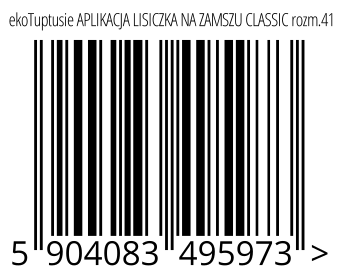 ekoTuptusie APLIKACJA LISICZKA NA ZAMSZU CLASSIC rozm.41
5 904083 495973 >